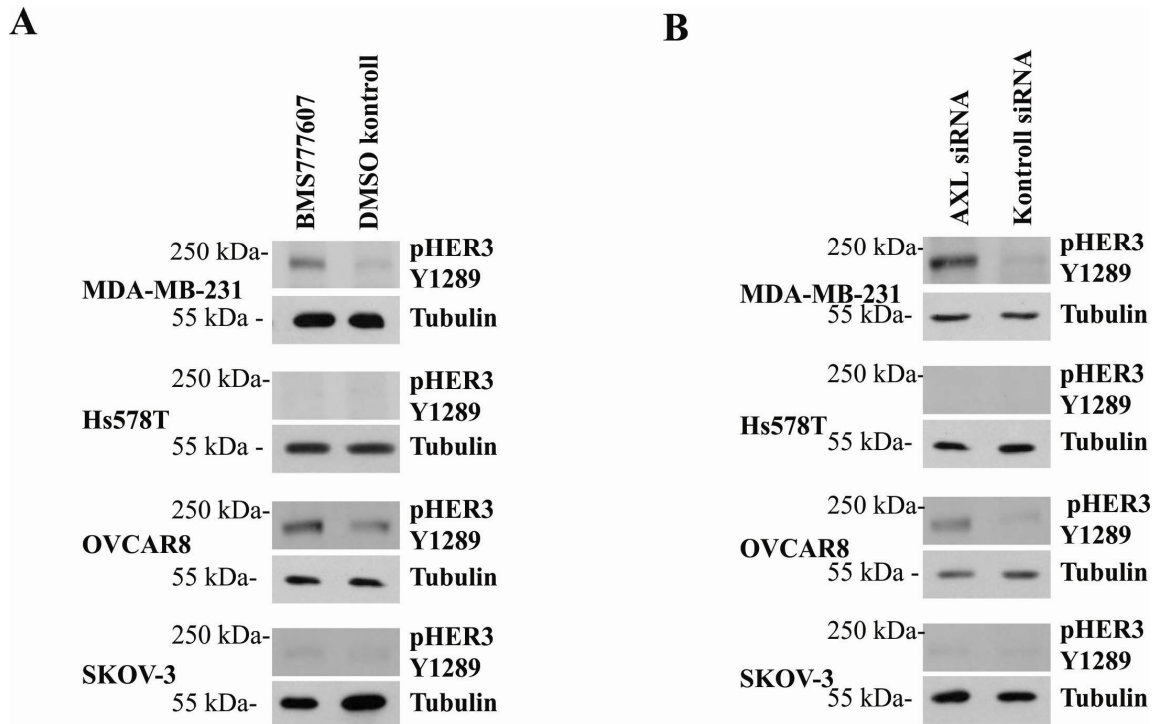 A
BMS777607
DMSO kontroll
250 kDa-
pHER3
Y1289
MDA-MB-231
55 kDa -
Tubulin
250 kDa-
pHER3
Y1289
Hs578T
55 kDa -
Tubulin
250 kDa-
pHER3
Y1289
OVCAR8
55 kDa-
Tubulin
250 kDa-
pHER3
Y1289
SKOV-3
55 kDa-
Tubulin
B
AXL siRNA
Kontroll siRNA
250 kDa-
pHER3
Y1289
MDA-MB-231
55 kDa-
Tubulin
250 kDa-
pHER3
Y1289
Hs578T
55 kDa-
Tubulin
250 kDa-
pHER3
Y1289
OVCAR8
55 kDa -
Tubulin
250 kDa-
pHER3
Y1289
SKOV-3
55 kDa-
Tubulin